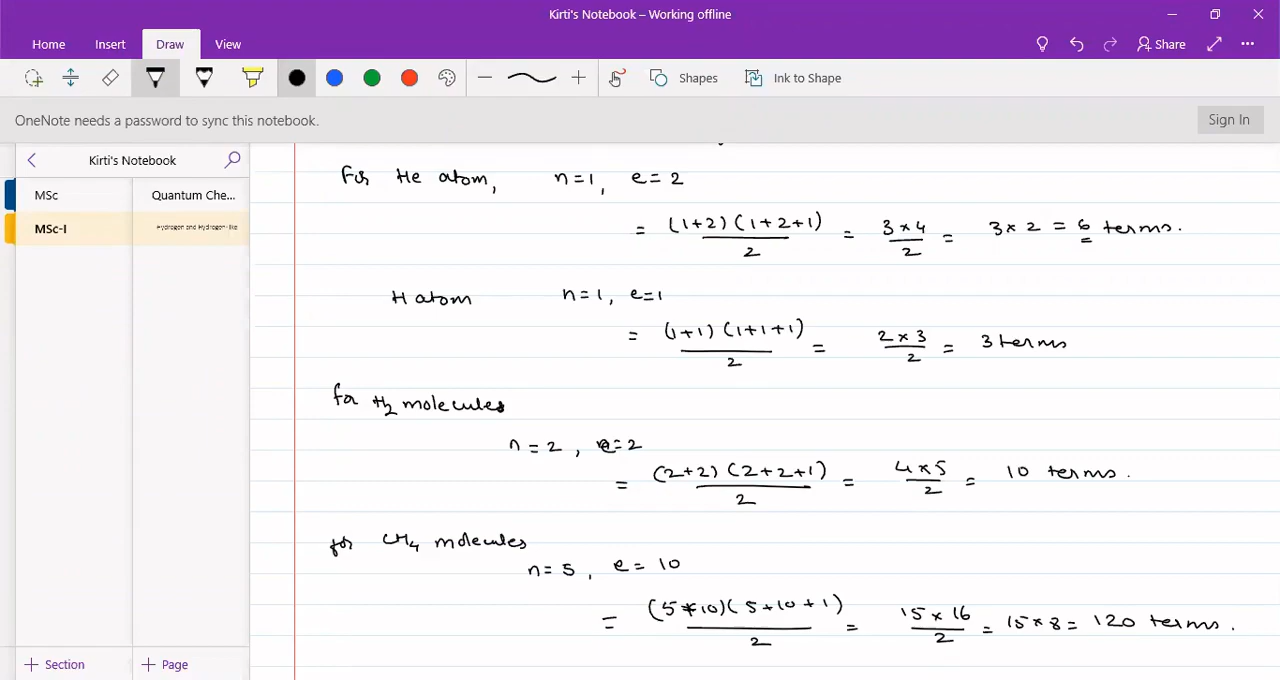 Kirti's Notebook – Working offline
Home Insert Draw View Share
Shapes Ink to Shape
OneNote needs a password to sync this notebook. Sign In
Kirti's Notebook
MSc Quantum Che...
MSc-I Hydrogen and Hydrogen-like
For He atom, n=1, e=2
= (1+2)(1+2+1)/2 = 3×4/2 = 3×2 = 6 terms.
H atom n=1, e=1
= (1+1)(1+1+1)/2 = 2×3/2 = 3 terms
for H2 molecules
n=2, e=2
= (2+2)(2+2+1)/2 = 4×5/2 = 10 terms.
for CH4 molecules
n=5, e=10
= (5+10)(5+10+1)/2 = 15×16/2 = 15×8 = 120 terms.
+ Section + Page